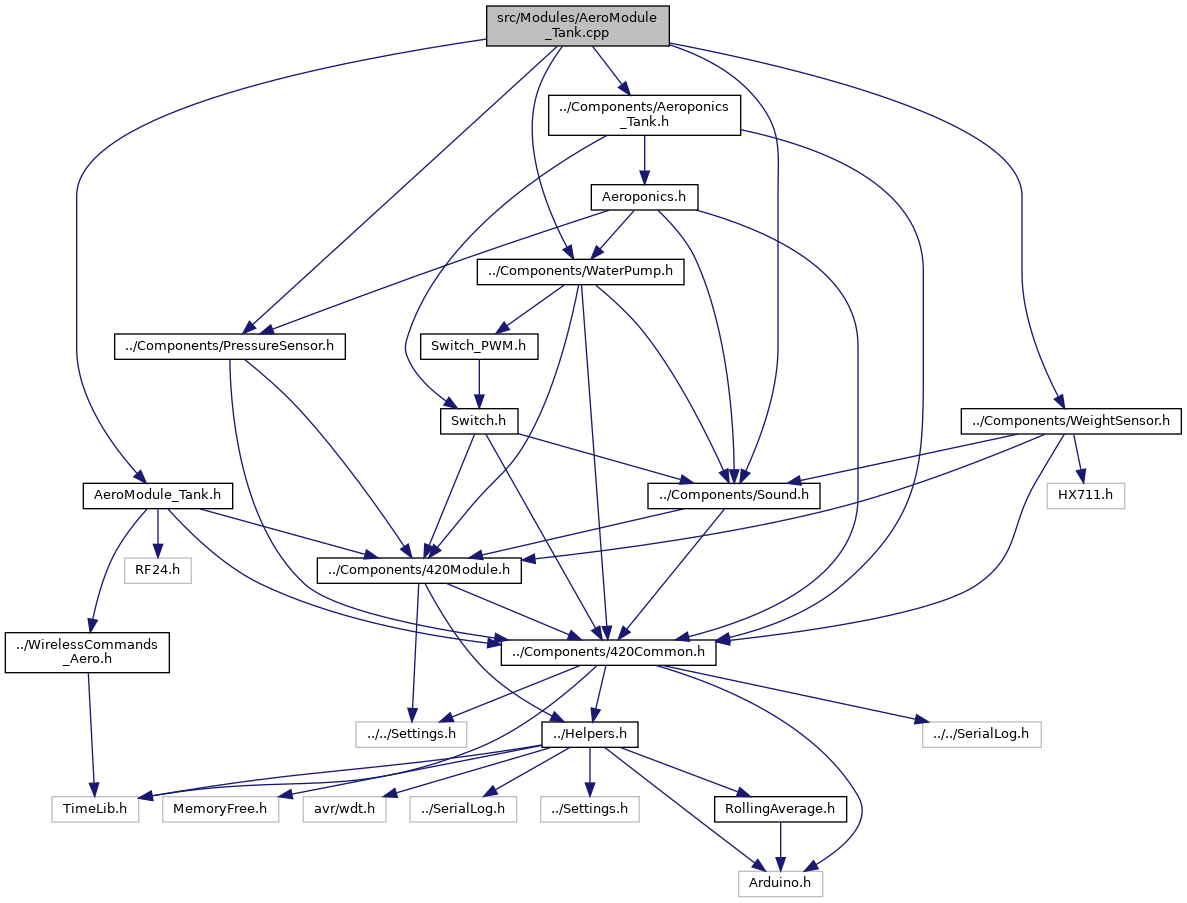 src/Modules/AeroModule
_Tank.cpp
../Components/Aeroponics
_Tank.h
Aeroponics.h
../Components/WaterPump.h
../Components/PressureSensor.h
Switch_PWM.h
Switch.h
../Components/WeightSensor.h
AeroModule_Tank.h
../Components/Sound.h
HX711.h
RF24.h
../Components/420Module.h
../WirelessCommands
_Aero.h
../Components/420Common.h
../../Settings.h
../Helpers.h
../../SerialLog.h
TimeLib.h
MemoryFree.h
avr/wdt.h
../SerialLog.h
../Settings.h
RollingAverage.h
Arduino.h